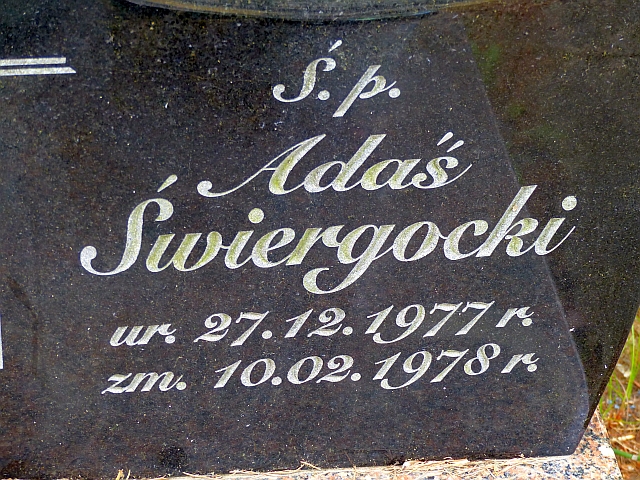 Ś. p.
Adaś
Świergocki
ur. 27.12.1977 r.
zm. 10.02.1978 r.